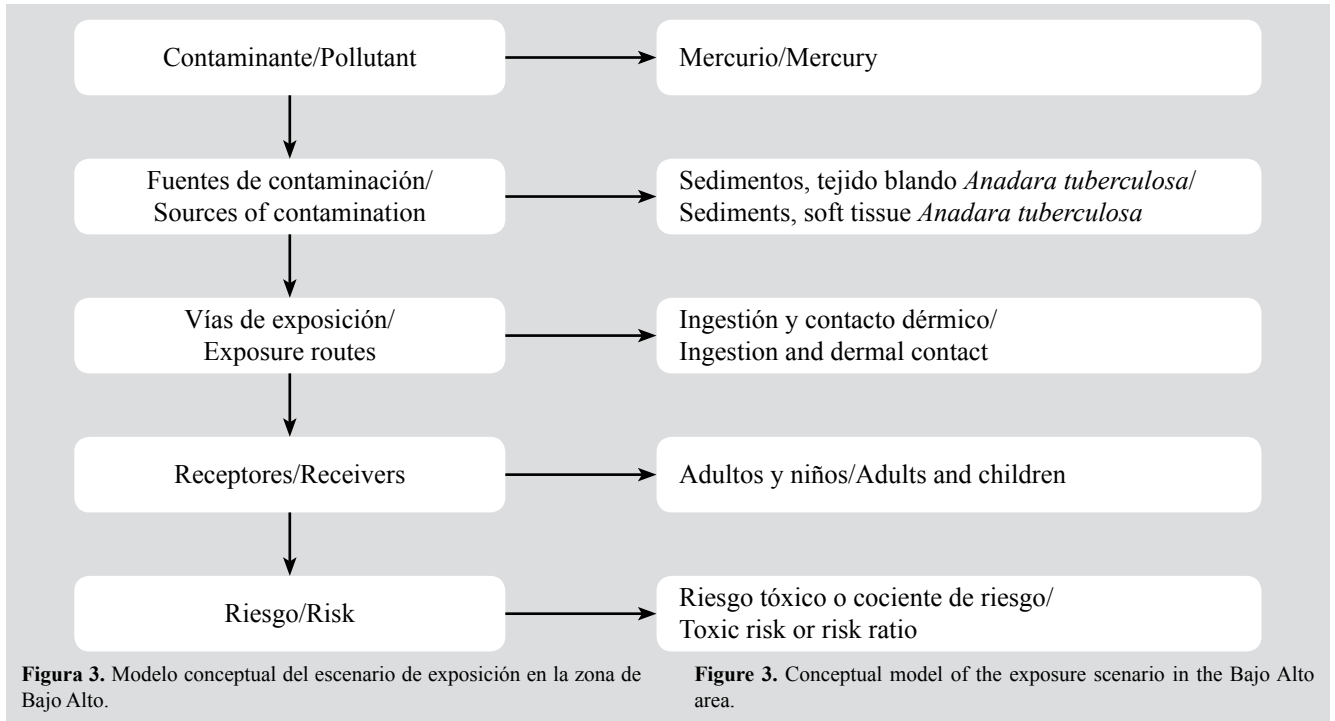 Contaminante/Pollutant
Mercurio/Mercury
Fuentes de contaminación/
Sources of contamination
Sedimentos, tejido blando Anadara tuberculosa/
Sediments, soft tissue Anadara tuberculosa
Vías de exposición/
Exposure routes
Ingestión y contacto dérmico/
Ingestion and dermal contact
Receptores/Receivers
Adultos y niños/Adults and children
Riesgo/Risk
Riesgo tóxico o cociente de riesgo/
Toxic risk or risk ratio
Figura 3. Modelo conceptual del escenario de exposición en la zona de
Bajo Alto.
Figure 3. Conceptual model of the exposure scenario in the Bajo Alto
area.